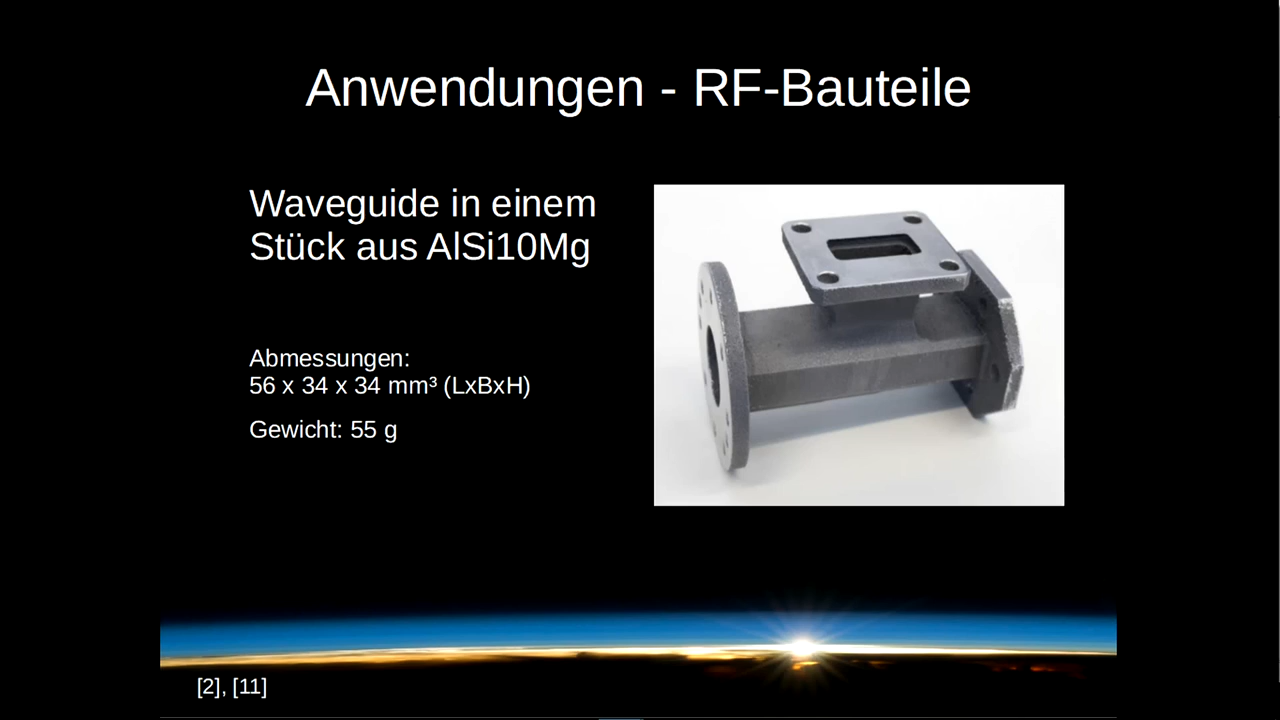 Anwendungen - RF-Bauteile
Waveguide in einem
Stück aus AlSi10Mg
Abmessungen:
56 x 34 x 34 mm³ (LxBxH)
Gewicht: 55 g
[2], [11]